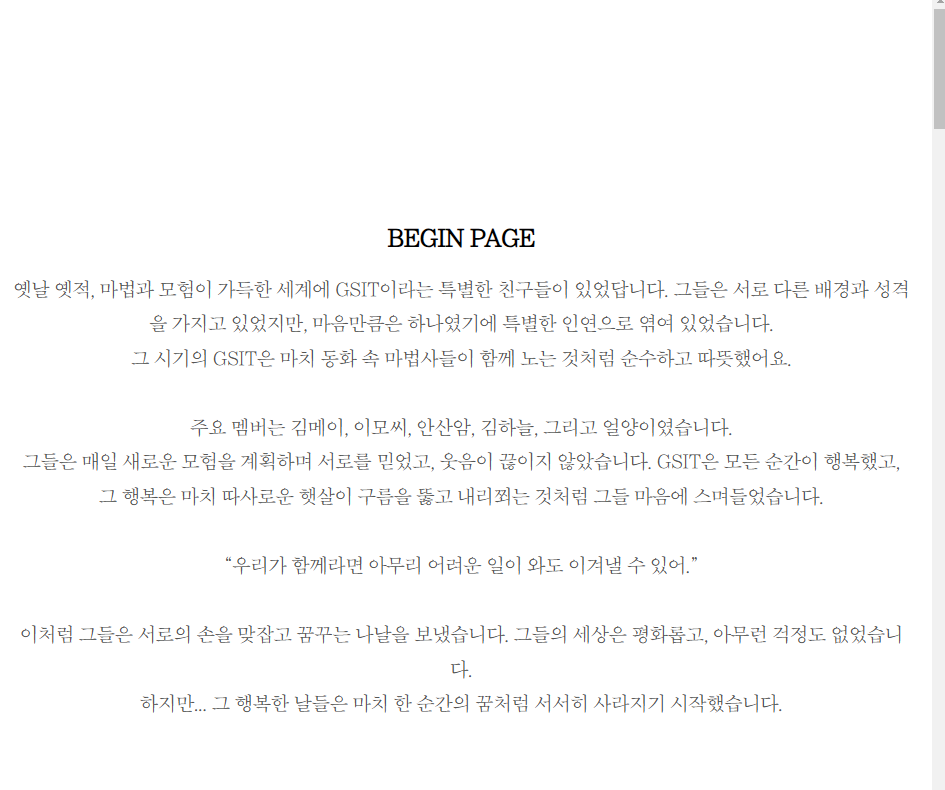 BEGIN PAGE
옛날 옛적, 마법과 모험이 가득한 세계에 GSIT이라는 특별한 친구들이 있었답니다. 그들은 서로 다른 배경과 성격
을 가지고 있었지만, 마음만큼은 하나였기에 특별한 인연으로 엮여 있었습니다.
그 시기의 GSIT은 마치 동화 속 마법사들이 함께 노는 것처럼 순수하고 따뜻했어요.
주요 멤버는 김메이, 이모씨, 안산암, 김하늘, 그리고 얼양이였습니다.
그들은 매일 새로운 모험을 계획하며 서로를 믿었고, 웃음이 끊이지 않았습니다. GSIT은 모든 순간이 행복했고,
그 행복은 마치 따사로운 햇살이 구름을 뚫고 내리쬐는 것처럼 그들 마음에 스며들었습니다.
“우리가 함께라면 아무리 어려운 일이 와도 이겨낼 수 있어.”
이처럼 그들은 서로의 손을 맞잡고 꿈꾸는 나날을 보냈습니다. 그들의 세상은 평화롭고, 아무런 걱정도 없었습니
다.
하지만... 그 행복한 날들은 마치 한 순간의 꿈처럼 서서히 사라지기 시작했습니다.